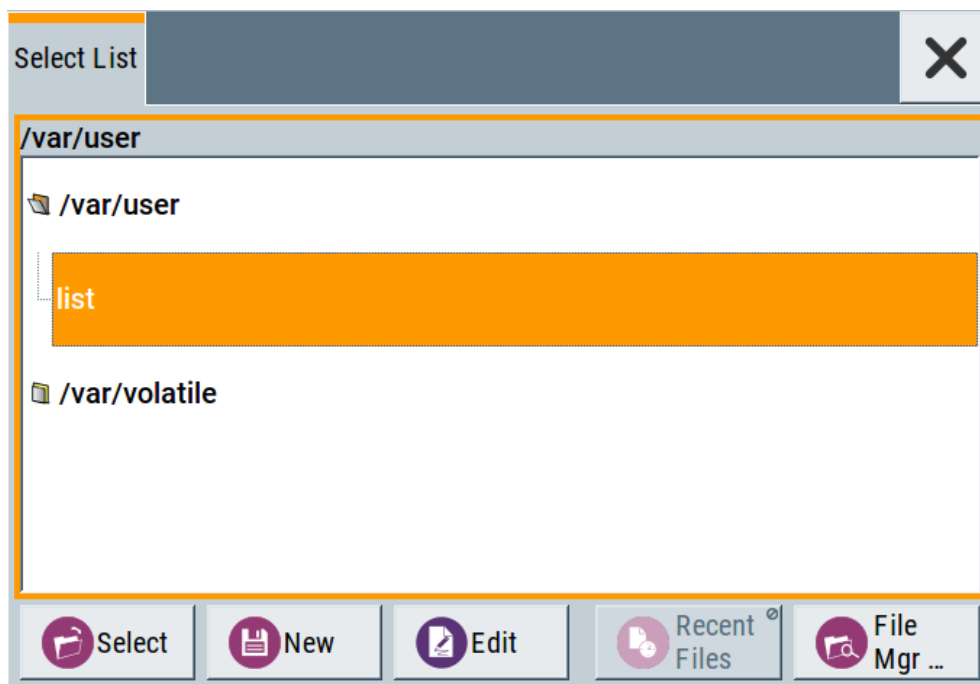 Select List
/var/user
/var/user
list
/var/volatile
Select
New
Edit
Recent
Files
File
Mgr ...